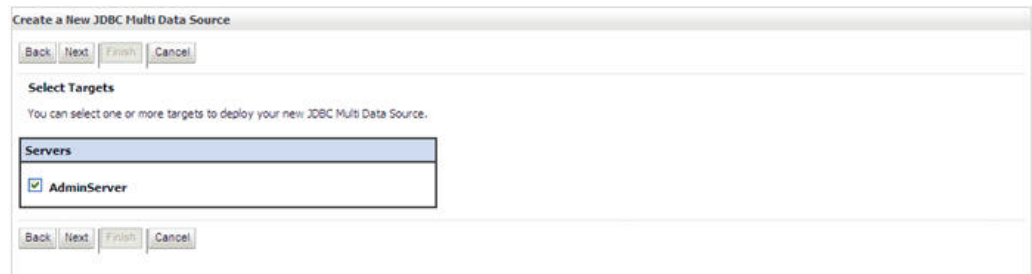 Create a New JDBC Multi Data Source
Back Next Finish Cancel
Select Targets
You can select one or more targets to deploy your new JDBC Multi Data Source.
Servers
AdminServer
Back Next Finish Cancel